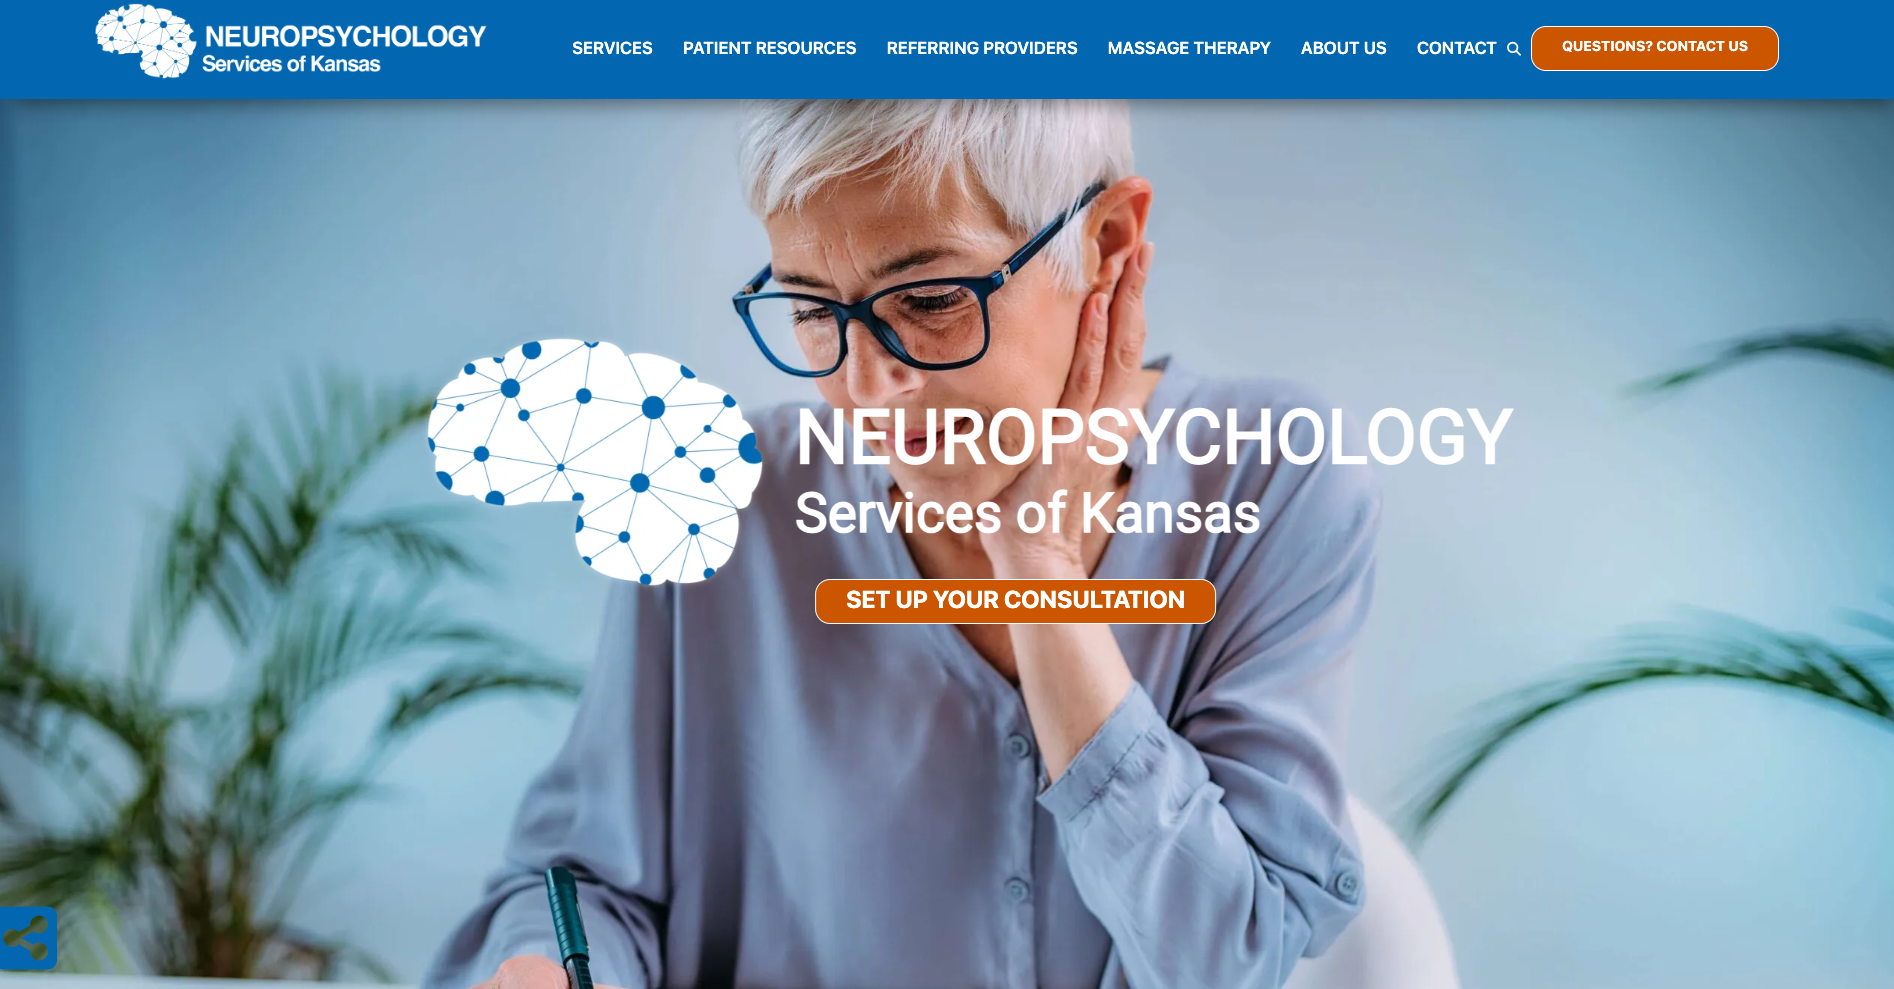 NEUROPSYCHOLOGY
Services of Kansas
SERVICES PATIENT RESOURCES REFERRING PROVIDERS MASSAGE THERAPY ABOUT US CONTACT QUESTIONS? CONTACT US
NEUROPSYCHOLOGY
Services of Kansas
SET UP YOUR CONSULTATION